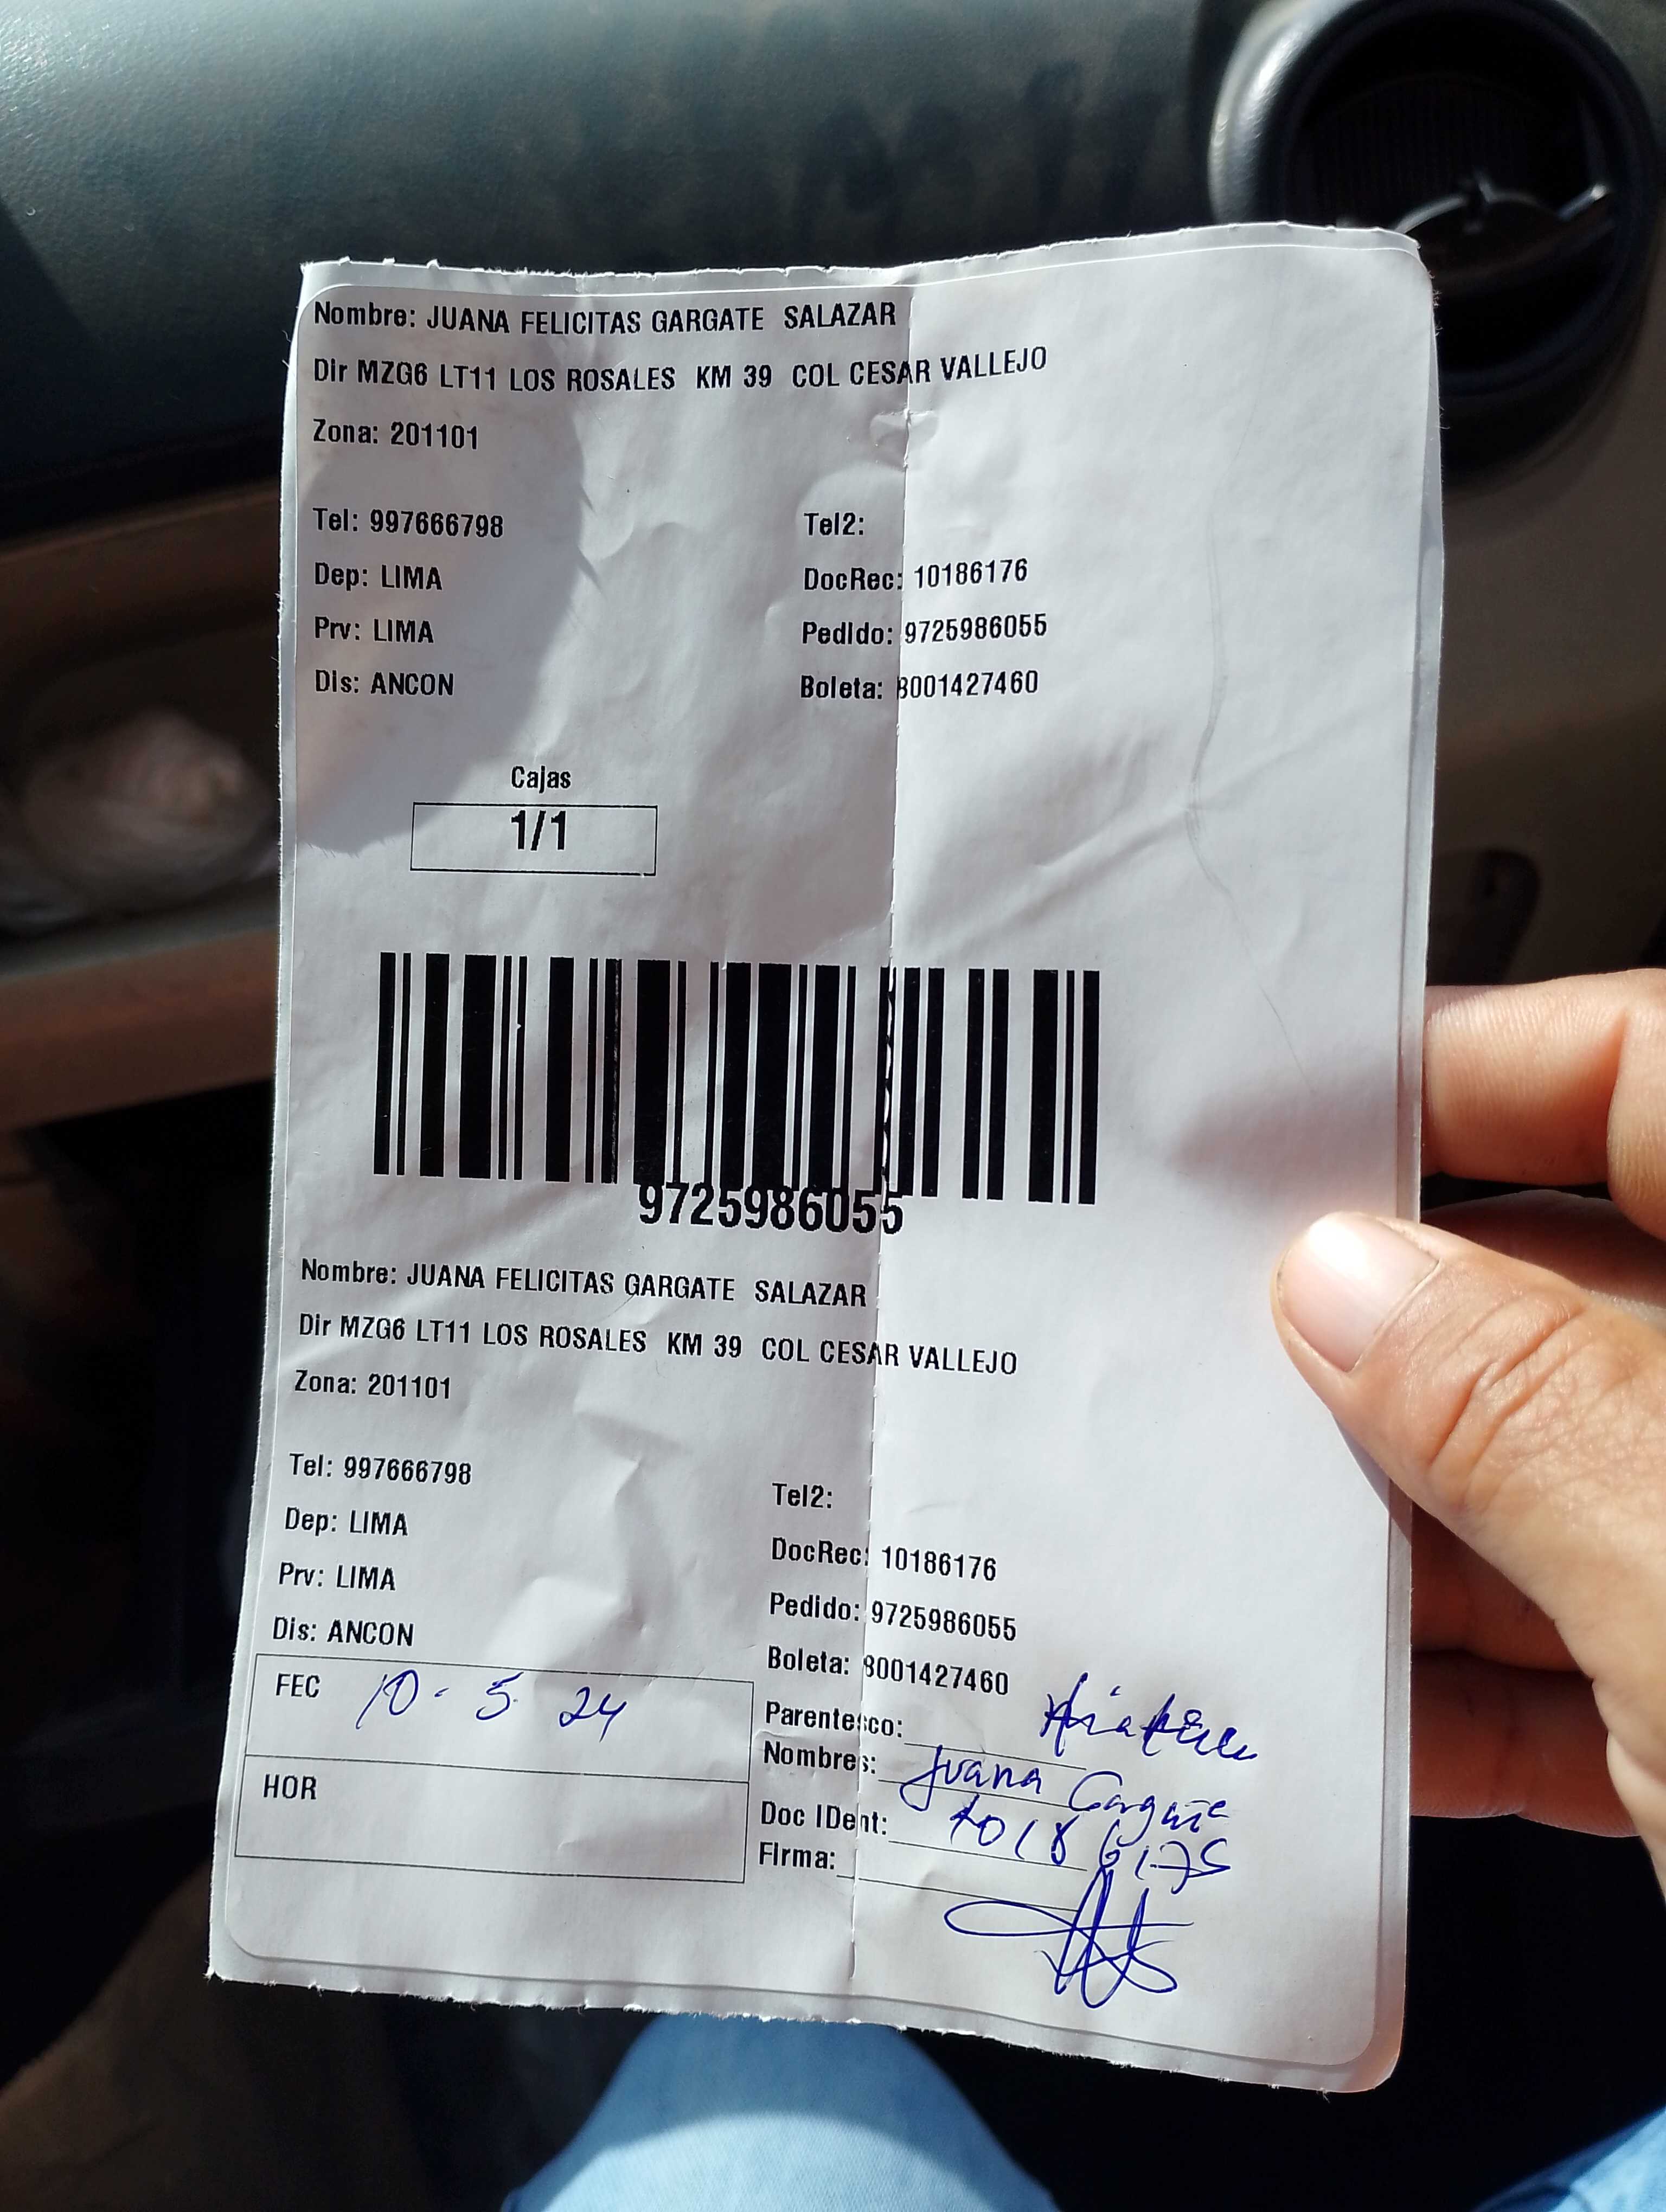 Nombre: JUANA FELICITAS GARGATE SALAZAR
Dir MZG6 LT11 LOS ROSALES KM 39 COL CESAR VALLEJO
Zona: 201101
Tel: 997666798 Tel2:
Dep: LIMA DocRec: 10186176
Prv: LIMA Pedido: 9725986055
Dis: ANCON Boleta: 8001427460
Cajas
1/1
9725986055
Nombre: JUANA FELICITAS GARGATE SALAZAR
Dir MZG6 LT11 LOS ROSALES KM 39 COL CESAR VALLEJO
Zona: 201101
Tel: 997666798 Tel2:
Dep: LIMA DocRec: 10186176
Prv: LIMA Pedido: 9725986055
Dis: ANCON Boleta: 8001427460
FEC 10 - 5 24 Parentesco:
Nombres: Juana Gargate
HOR Doc IDent:
Firma: